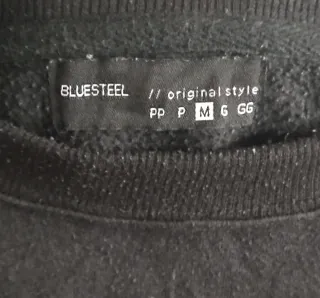 BLUESTEEL // original style
PP P M G GG